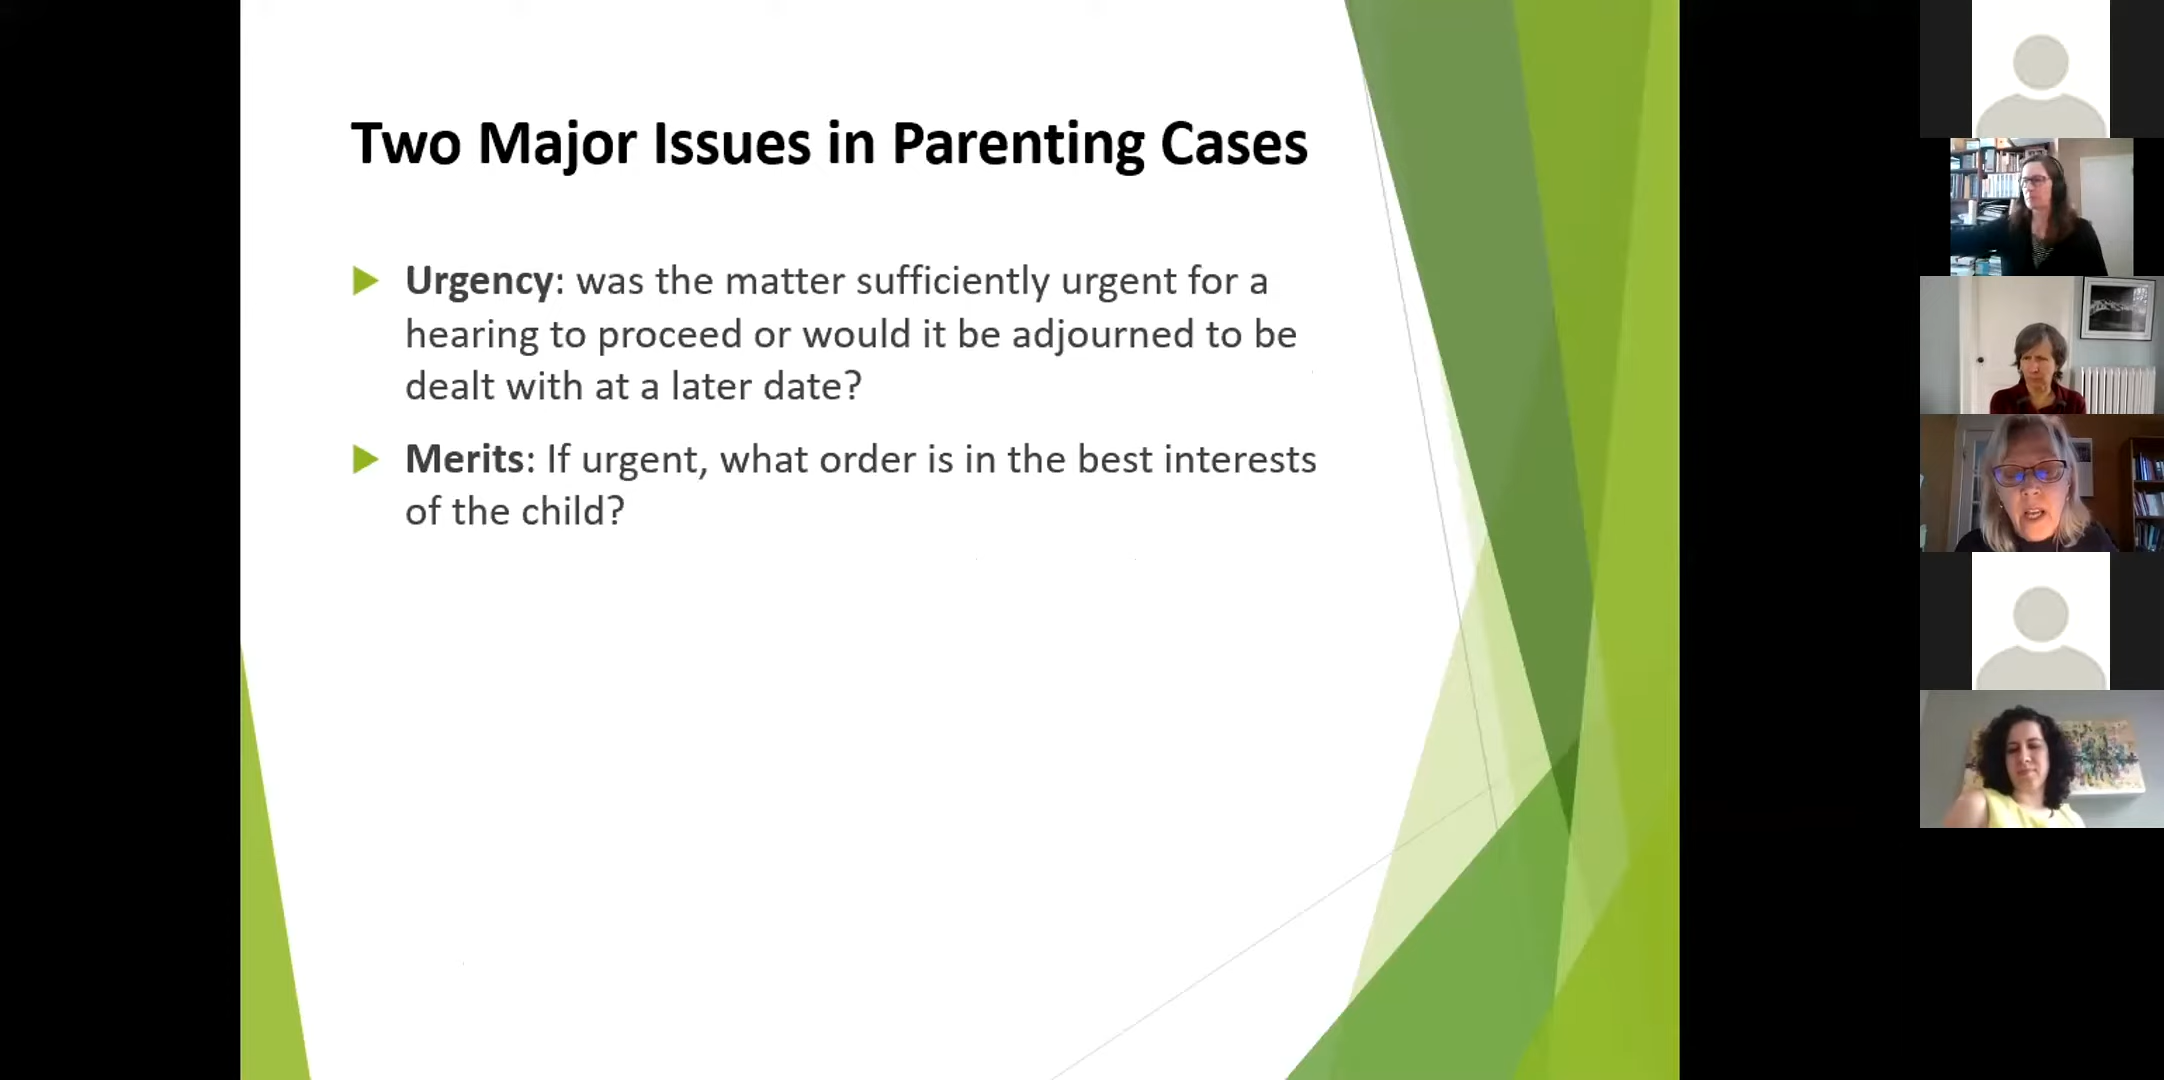 Two Major Issues in Parenting Cases
Urgency: was the matter sufficiently urgent for a
hearing to proceed or would it be adjourned to be
dealt with at a later date?
Merits: If urgent, what order is in the best interests
of the child?